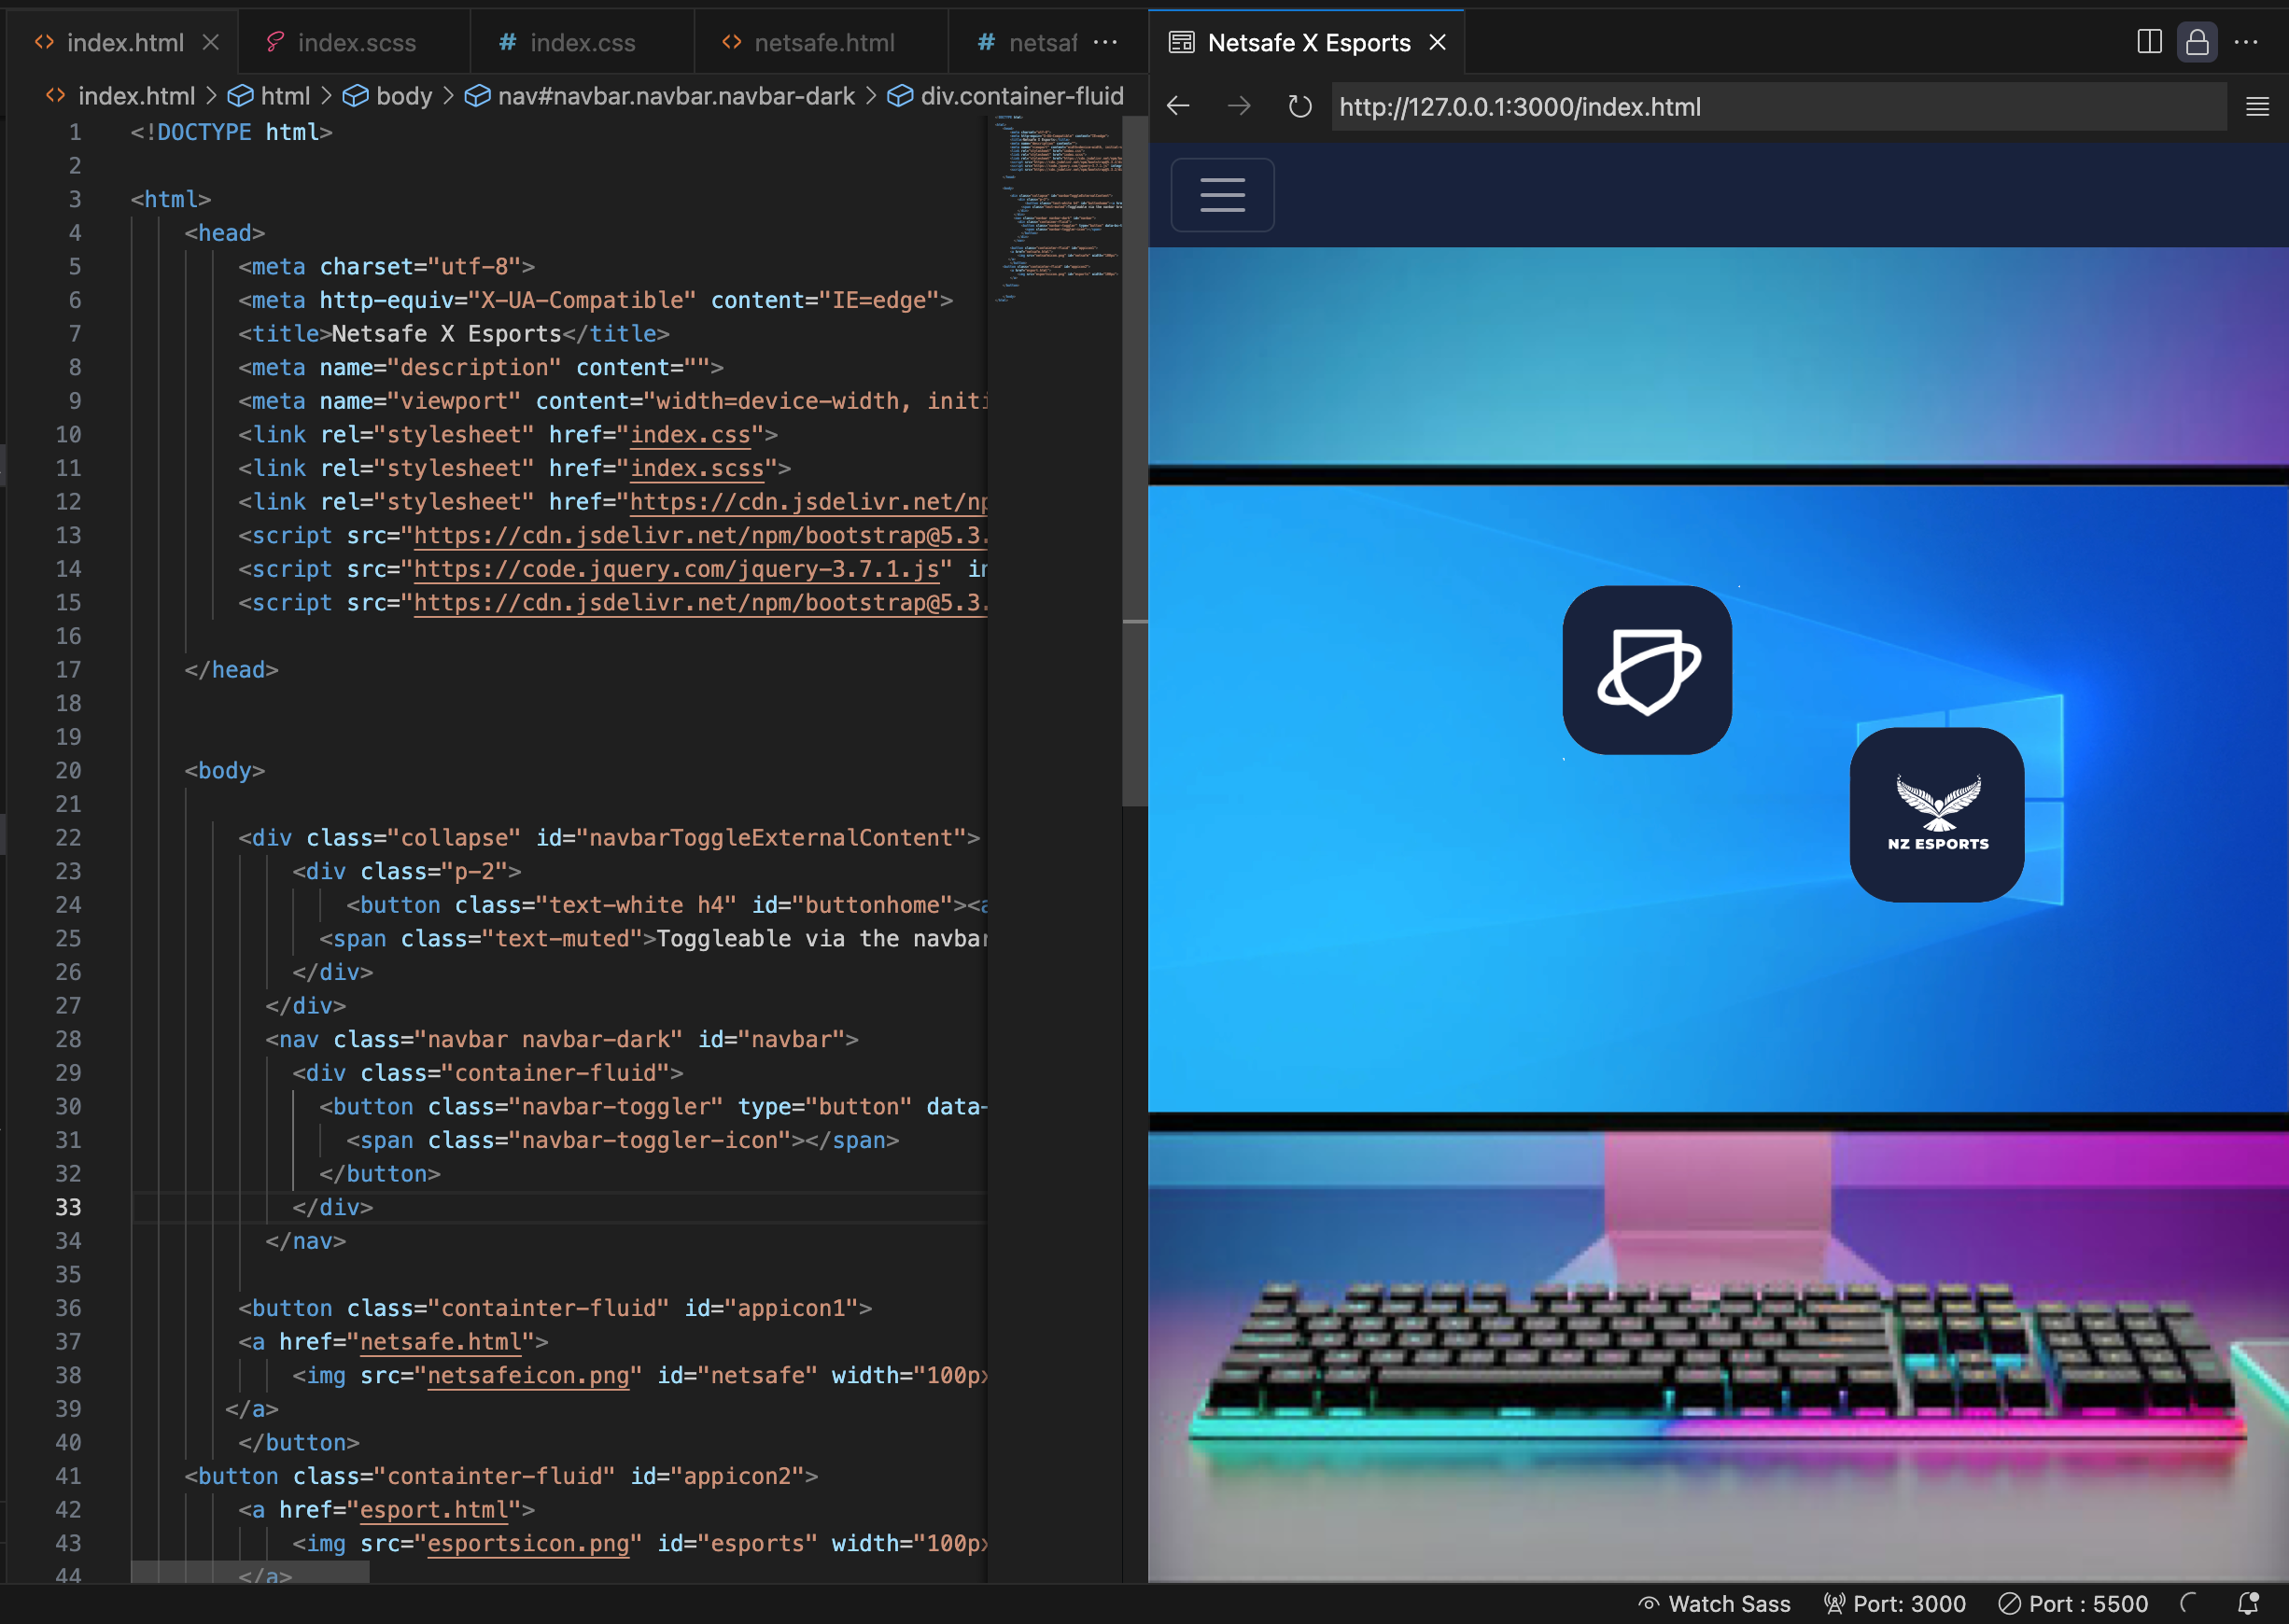 index.html
index.scss
index.css
netsafe.html
netsaf ...
Netsafe X Esports
index.html > html > body > nav#navbar.navbar.navbar-dark > div.container-fluid
http://127.0.0.1:3000/index.html
1 <!DOCTYPE html>
2
3 <html>
4 <head>
5 <meta charset="utf-8">
6 <meta http-equiv="X-UA-Compatible" content="IE=edge">
7 <title>Netsafe X Esports</title>
8 <meta name="description" content="">
9 <meta name="viewport" content="width=device-width, initi
10 <link rel="stylesheet" href="index.css">
11 <link rel="stylesheet" href="index.scss">
12 <link rel="stylesheet" href="https://cdn.jsdelivr.net/np
13 <script src="https://cdn.jsdelivr.net/npm/bootstrap@5.3.
14 <script src="https://code.jquery.com/jquery-3.7.1.js" in
15 <script src="https://cdn.jsdelivr.net/npm/bootstrap@5.3.
16
17 </head>
18
19
20 <body>
21
22 <div class="collapse" id="navbarToggleExternalContent">
23 <div class="p-2">
24 <button class="text-white h4" id="buttonhome"><a
25 <span class="text-muted">Toggleable via the navbar
26 </div>
27 </div>
28 <nav class="navbar navbar-dark" id="navbar">
29 <div class="container-fluid">
30 <button class="navbar-toggler" type="button" data-
31 <span class="navbar-toggler-icon"></span>
32 </button>
33 </div>
34 </nav>
35
36 <button class="containter-fluid" id="appicon1">
37 <a href="netsafe.html">
38 <img src="netsafeicon.png" id="netsafe" width="100px
39 </a>
40 </button>
41 <button class="containter-fluid" id="appicon2">
42 <a href="esport.html">
43 <img src="esportsicon.png" id="esports" width="100px
44 </a>
NZ ESPORTS
Watch Sass
Port: 3000
Port : 5500